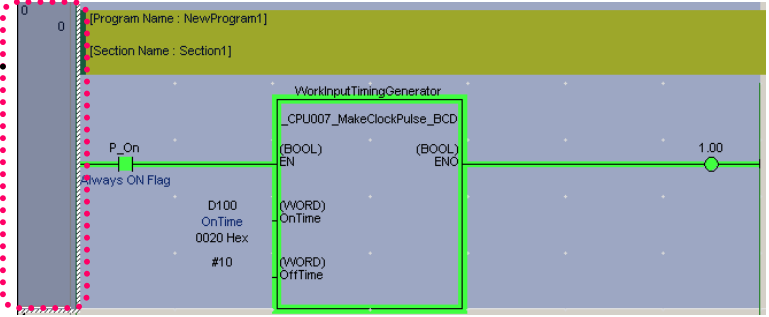 0
0
[Program Name : NewProgram1]
[Section Name : Section1]
WorkInputTimingGenerator
_CPU007_MakeClockPulse_BCD
P_On
(BOOL)
EN
(BOOL)
ENO
1.00
Always ON Flag
D100
(WORD)
OnTime
OnTime
0020 Hex
#10
(WORD)
OffTime